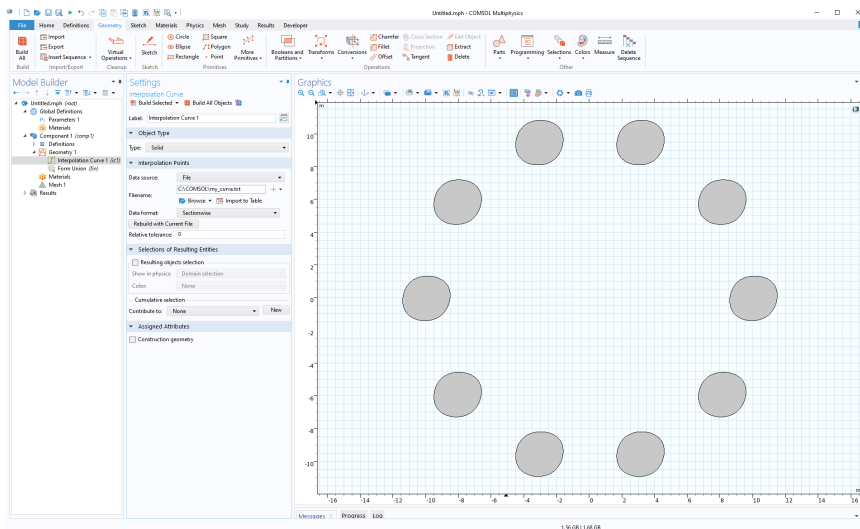 Untitled.mph - COMSOL Multiphysics
File Home Definitions Geometry Sketch Materials Physics Mesh Study Results Developer
Build All
Import
Export
Insert Sequence
Virtual Operations
Sketch
Circle
Ellipse
Rectangle
Square
Polygon
Point
More Primitives
Booleans and Partitions
Transforms
Conversions
Chamfer
Fillet
Offset
Cross Section
Projection
Tangent
Edit Object
Extract
Delete
Parts
Programming
Selections
Colors
Measure
Delete Sequence
Build Import/Export Cleanup Sketch Primitives Operations Other
Model Builder
Untitled.mph (root)
Global Definitions
Parameters 1
Materials
Component 1 (comp1)
Definitions
Geometry 1
Interpolation Curve 1 (ic1)
Form Union (fin)
Materials
Mesh 1
Results
Settings
Interpolation Curve
Build Selected Build All Objects
Label: Interpolation Curve 1
Object Type
Type: Solid
Interpolation Points
Data source: File
Filename: C:\COMSOL\my_curve.txt
Browse Import to Table
Data format: Sectionwise
Rebuild with Current File
Relative tolerance: 0
Selections of Resulting Entities
Resulting objects selection
Show in physics: Domain selection
Color: None
Cumulative selection
Contribute to: None New
Assigned Attributes
Construction geometry
Graphics
m
10
8
6
4
2
0
-2
-4
-6
-8
-10
-16 -14 -12 -10 -8 -6 -4 -2 0 2 4 6 8 10 12 14 16
m
Messages Progress Log
1.56 GB | 1.68 GB